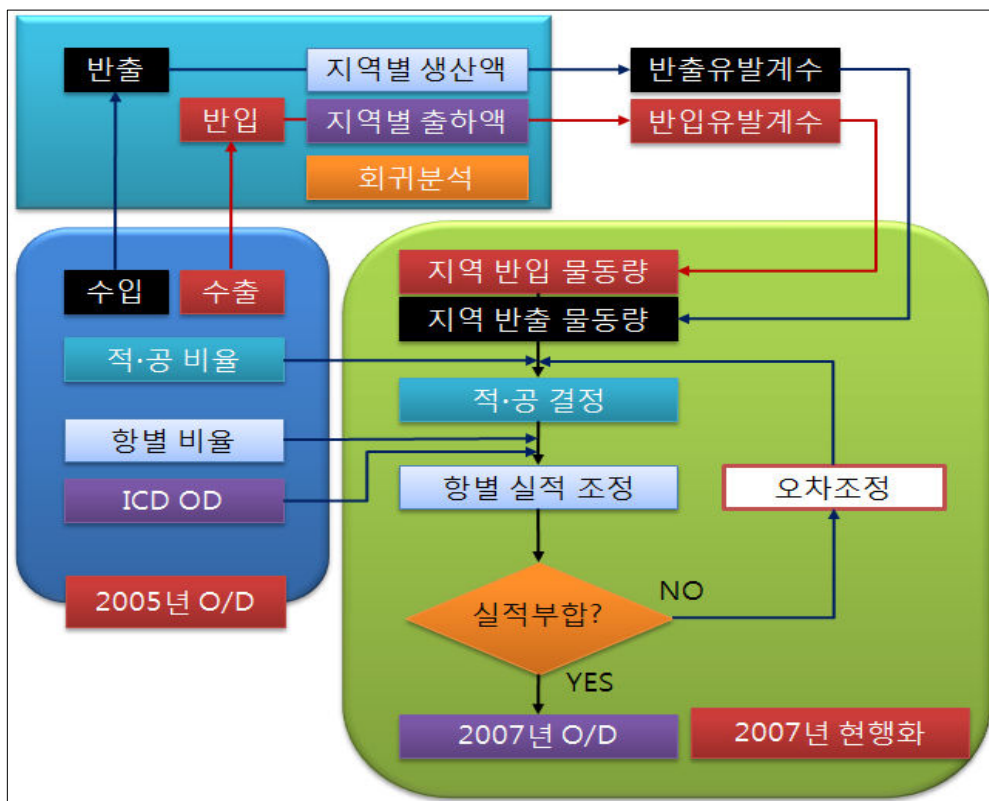 반출
지역별 생산액
반출유발계수
반입
지역별 출하액
반입유발계수
회귀분석
수입
수출
적·공 비율
항별 비율
ICD OD
2005년 O/D
지역 반입 물동량
지역 반출 물동량
적·공 결정
항별 실적 조정
오차조정
실적부합?
NO
YES
2007년 O/D
2007년 현행화